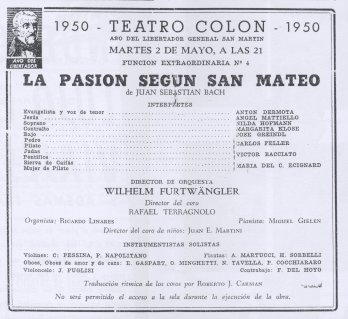 1950 - TEATRO COLON - 1950
AÑO DEL LIBERTADOR GENERAL SAN MARTIN
MARTES 2 DE MAYO, A LAS 21
FUNCION EXTRAORDINARIA Nº 4
AÑO DEL LIBERTADOR
LA PASION SEGUN SAN MATEO
de JUAN SEBASTIAN BACH
INTERPRETES
Evangelista y voz de tenor ANTON DERMOTA
Jesús ANGEL MATTIELLO
Soprano HILDA HOFMANN
Contralto MARGARITA KLOSE
Bajo JOSE GREINDL
Pedro
Pilato CARLOS FELLER
Judas
Pontífice VICTOR BACCIATO
Sierva de Caifás
Mujer de Pilato MARIA DEL C. ECIGNARD
DIRECTOR DE ORQUESTA
WILHELM FURTWÄNGLER
Director del coro
RAFAEL TERRAGNOLO
Organista: RICARDO LINARES Pianista: MIGUEL GIELEN
Director del coro de niños: JUAN E. MARTINI
INSTRUMENTISTAS SOLISTAS
Violines: C. PESSINA, P. NAPOLITANO Flautas: A. MARTUCCI, H. SORBELLI
Oboes, Oboes de amor y de caza: E. GASPART, O. MINGHETTI, N. TAVELLA, P. COOCHIARARO
Violoncelo: J. FUGLISI Contrabajo: F. DEL HOYO
Traducción rítmica de los coros por ROBERTO J. CARMAN
No será permitido el acceso a la sala durante la ejecución de la obra.